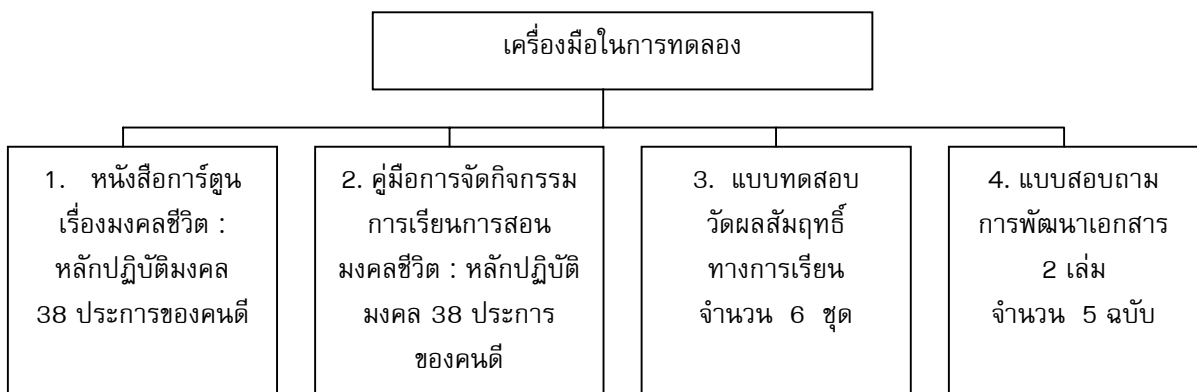 เครื่องมือในการทดลอง
1. หนังสือการ์ตูน
เรื่องมงคลชีวิต :
หลักปฏิบัติมงคล
38 ประการของคนดี
2. คู่มือการจัดกิจกรรม
การเรียนการสอน
มงคลชีวิต : หลักปฏิบัติ
มงคล 38 ประการ
ของคนดี
3. แบบทดสอบ
วัดผลสัมฤทธิ์
ทางการเรียน
จำนวน 6 ชุด
4. แบบสอบถาม
การพัฒนาเอกสาร
2 เล่ม
จำนวน 5 ฉบับ